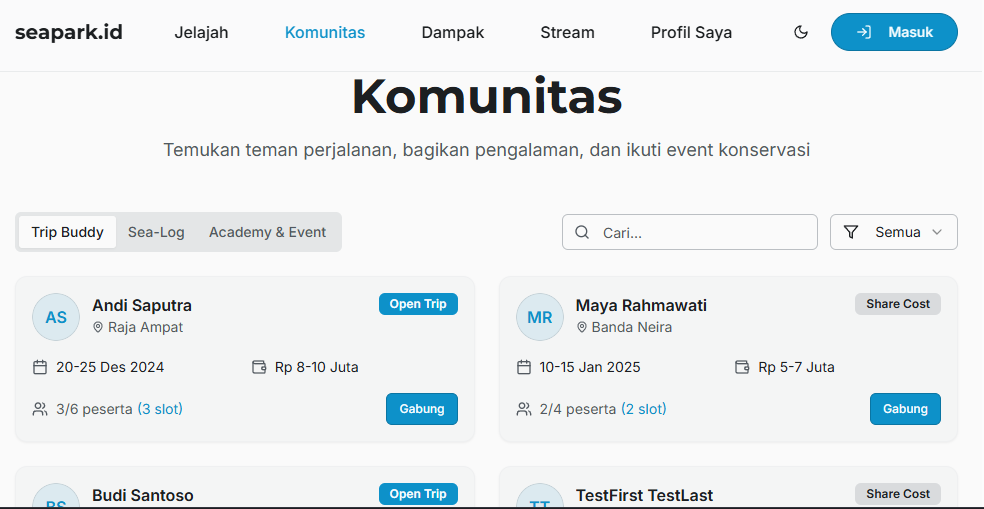 seapark.id Jelajah Komunitas Dampak Stream Profil Saya Masuk
Komunitas
Temukan teman perjalanan, bagikan pengalaman, dan ikuti event konservasi
Trip Buddy Sea-Log Academy & Event Cari... Semua
AS Andi Saputra Open Trip
Raja Ampat
20-25 Des 2024 Rp 8-10 Juta
3/6 peserta (3 slot) Gabung
MR Maya Rahmawati Share Cost
Banda Neira
10-15 Jan 2025 Rp 5-7 Juta
2/4 peserta (2 slot) Gabung
BS Budi Santoso Open Trip
TT TestFirst TestLast Share Cost